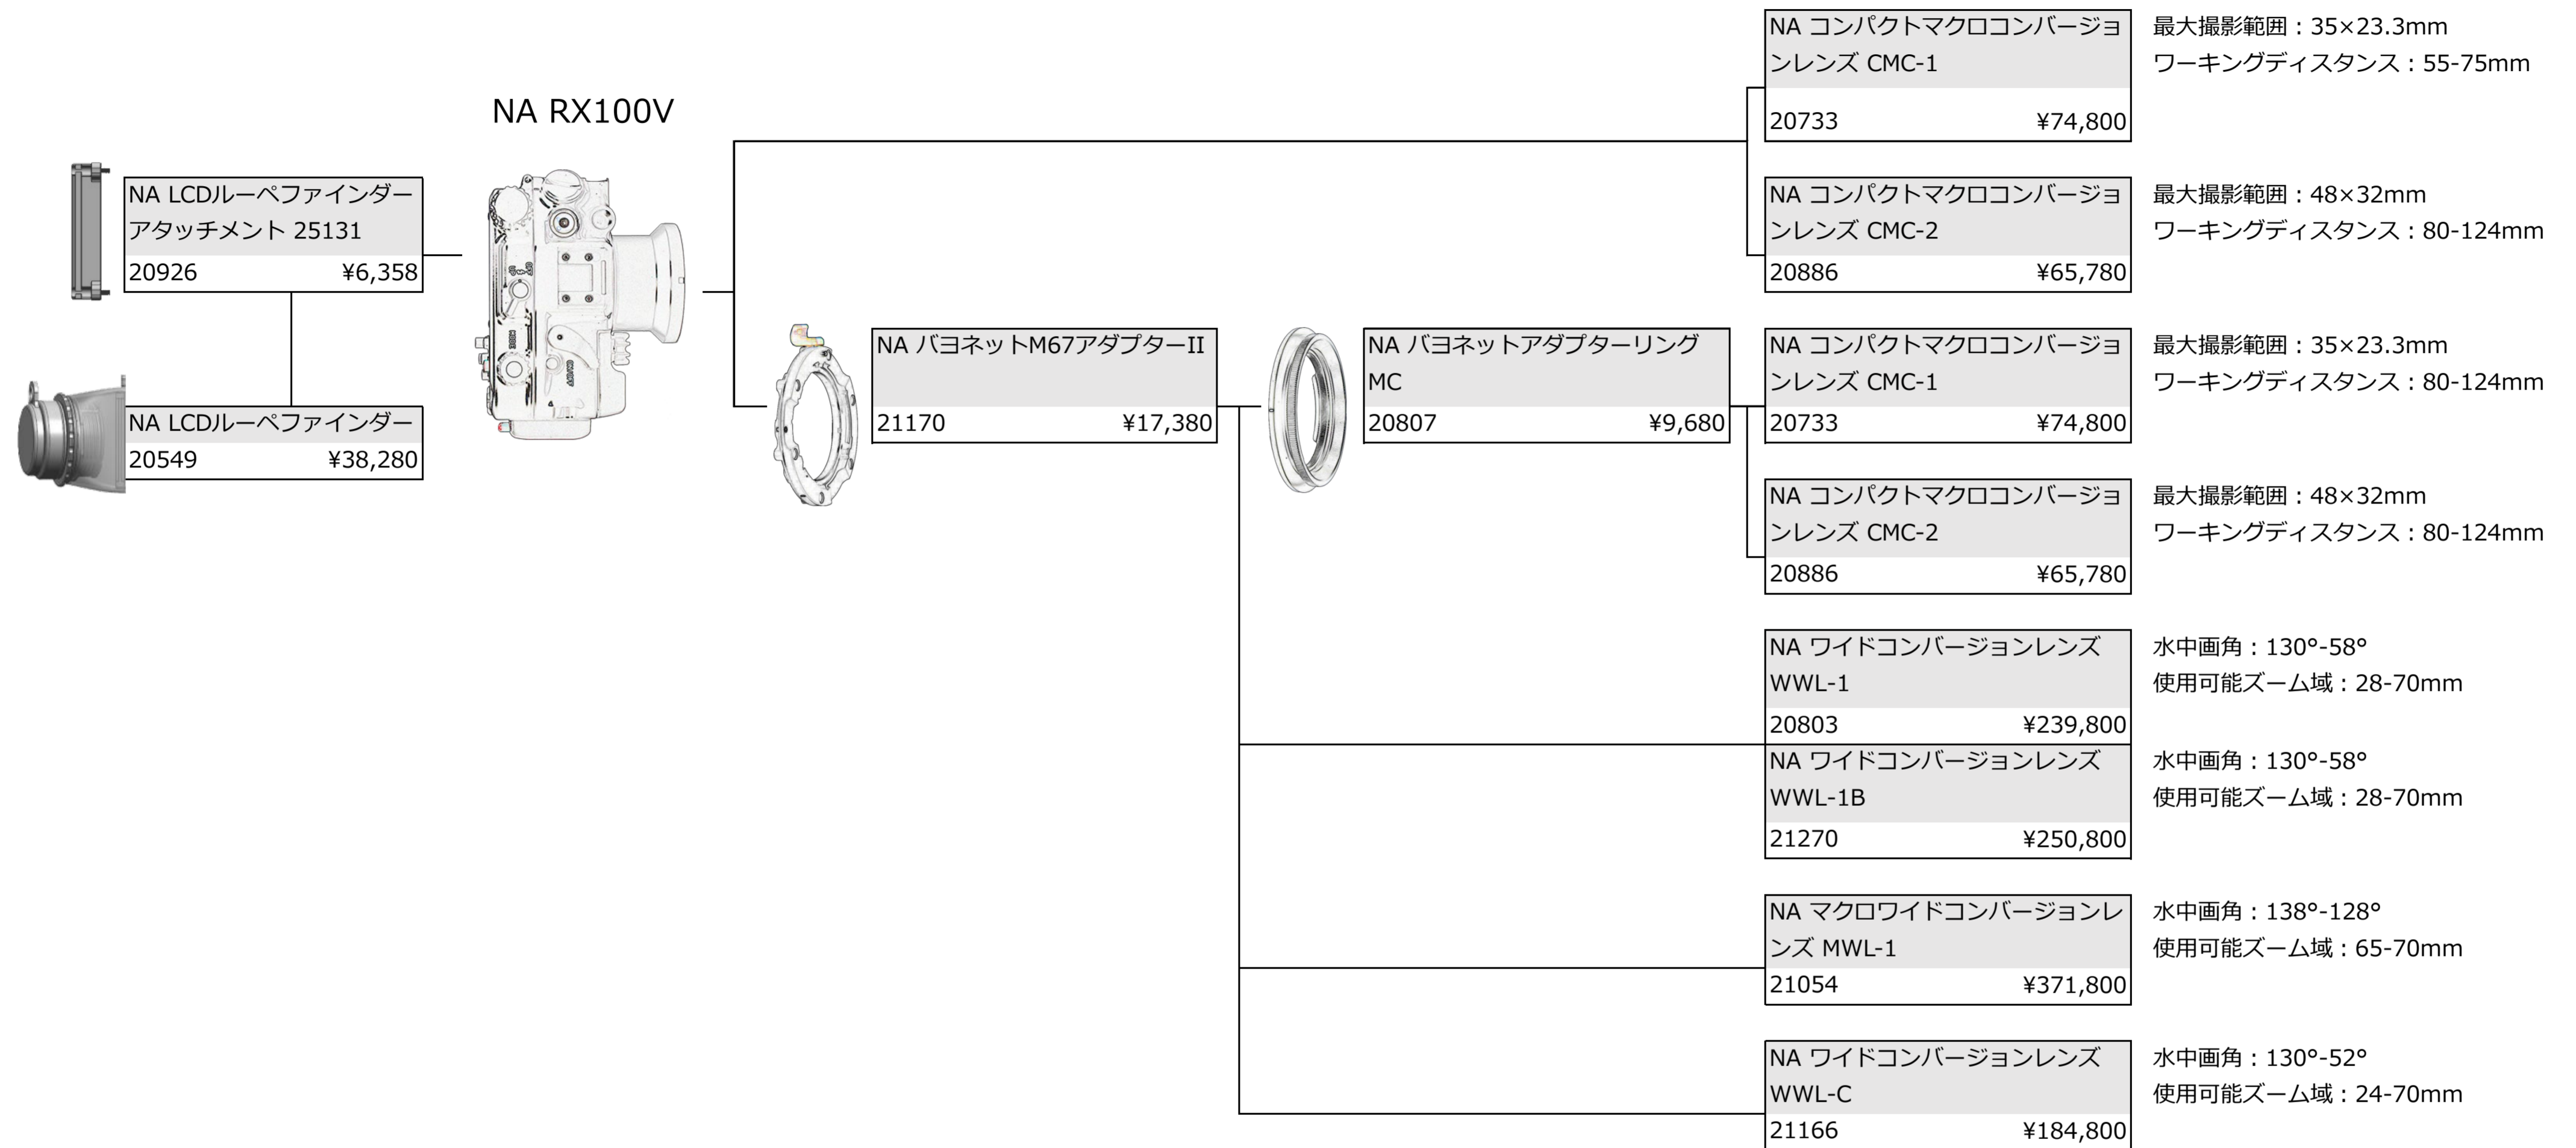 NA RX100V
NA LCDルーペファインダー
アタッチメント 25131
20926 ¥6,358
NA LCDルーペファインダー
20549 ¥38,280
NA バヨネットM67アダプターII
21170 ¥17,380
NA バヨネットアダプターリング
MC
20807 ¥9,680
NA コンパクトマクロコンバージョ
ンレンズ CMC-1
20733 ¥74,800
最大撮影範囲：35×23.3mm
ワーキングディスタンス：55-75mm
NA コンパクトマクロコンバージョ
ンレンズ CMC-2
20886 ¥65,780
最大撮影範囲：48×32mm
ワーキングディスタンス：80-124mm
NA コンパクトマクロコンバージョ
ンレンズ CMC-1
20733 ¥74,800
最大撮影範囲：35×23.3mm
ワーキングディスタンス：80-124mm
NA コンパクトマクロコンバージョ
ンレンズ CMC-2
20886 ¥65,780
最大撮影範囲：48×32mm
ワーキングディスタンス：80-124mm
NA ワイドコンバージョンレンズ
WWL-1
20803 ¥239,800
水中画角：130°-58°
使用可能ズーム域：28-70mm
NA ワイドコンバージョンレンズ
WWL-1B
21270 ¥250,800
水中画角：130°-58°
使用可能ズーム域：28-70mm
NA マクロワイドコンバージョンレ
ンズ MWL-1
21054 ¥371,800
水中画角：138°-128°
使用可能ズーム域：65-70mm
NA ワイドコンバージョンレンズ
WWL-C
21166 ¥184,800
水中画角：130°-52°
使用可能ズーム域：24-70mm